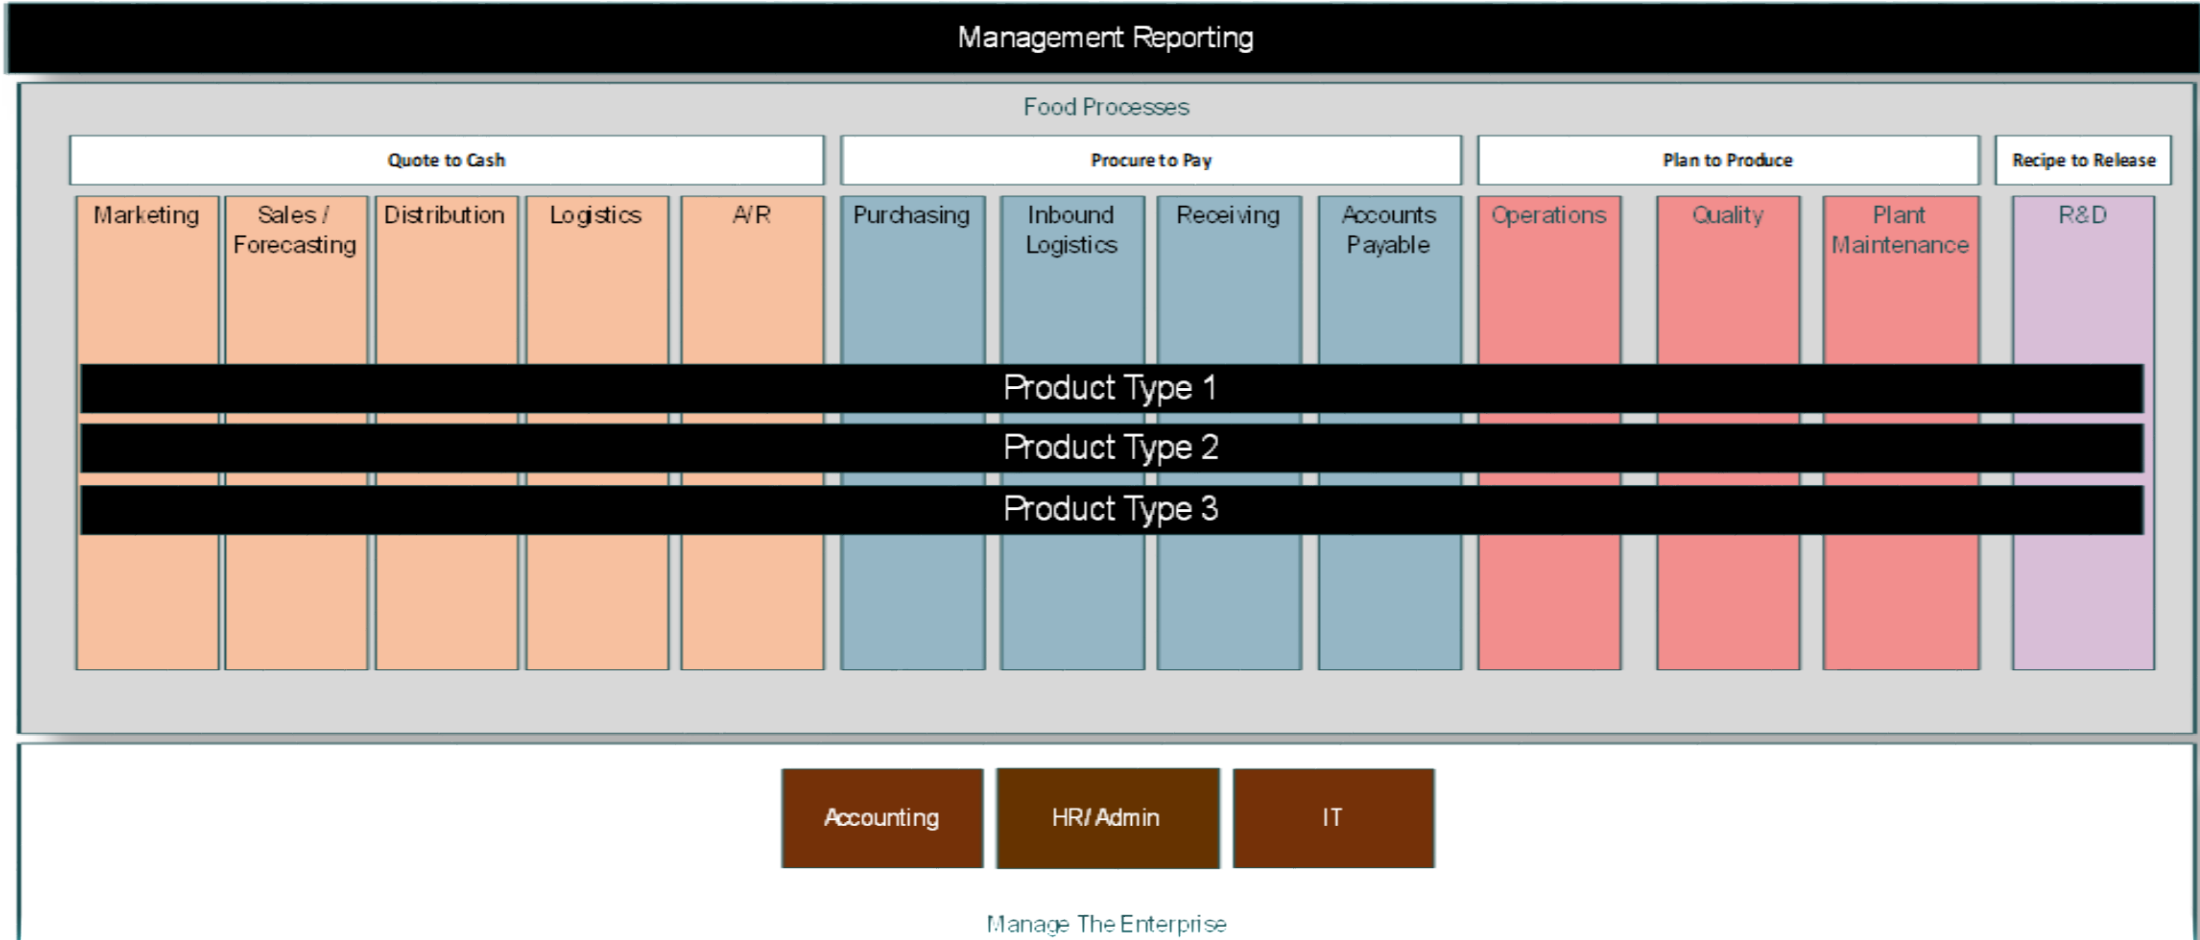 Management Reporting
Food Processes
Quote to Cash
Procure to Pay
Plan to Produce
Recipe to Release
Marketing
Sales /
Forecasting
Distribution
Logistics
A/R
Purchasing
Inbound
Logistics
Receiving
Accounts
Payable
Operations
Quality
Plant
Maintenance
R&D
Product Type 1
Product Type 2
Product Type 3
Accounting
HR/ Admin
IT
Manage The Enterprise